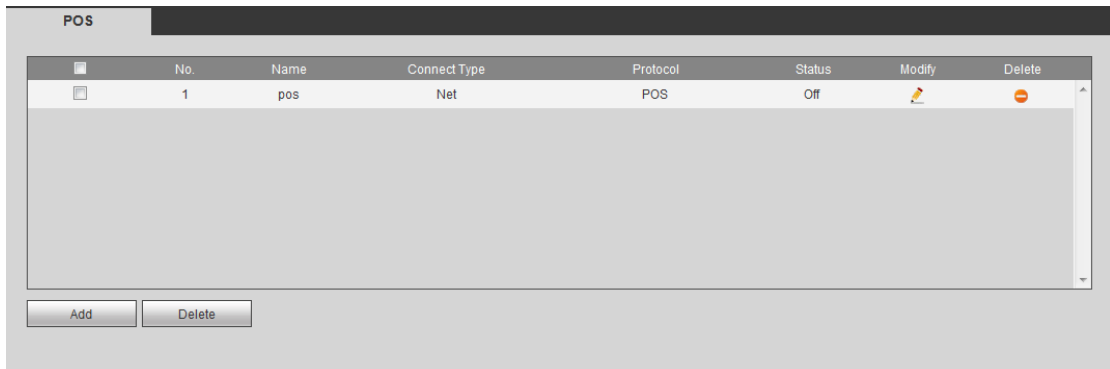 POS
No. Name Connect Type Protocol Status Modify Delete
1 pos Net POS Off
Add Delete